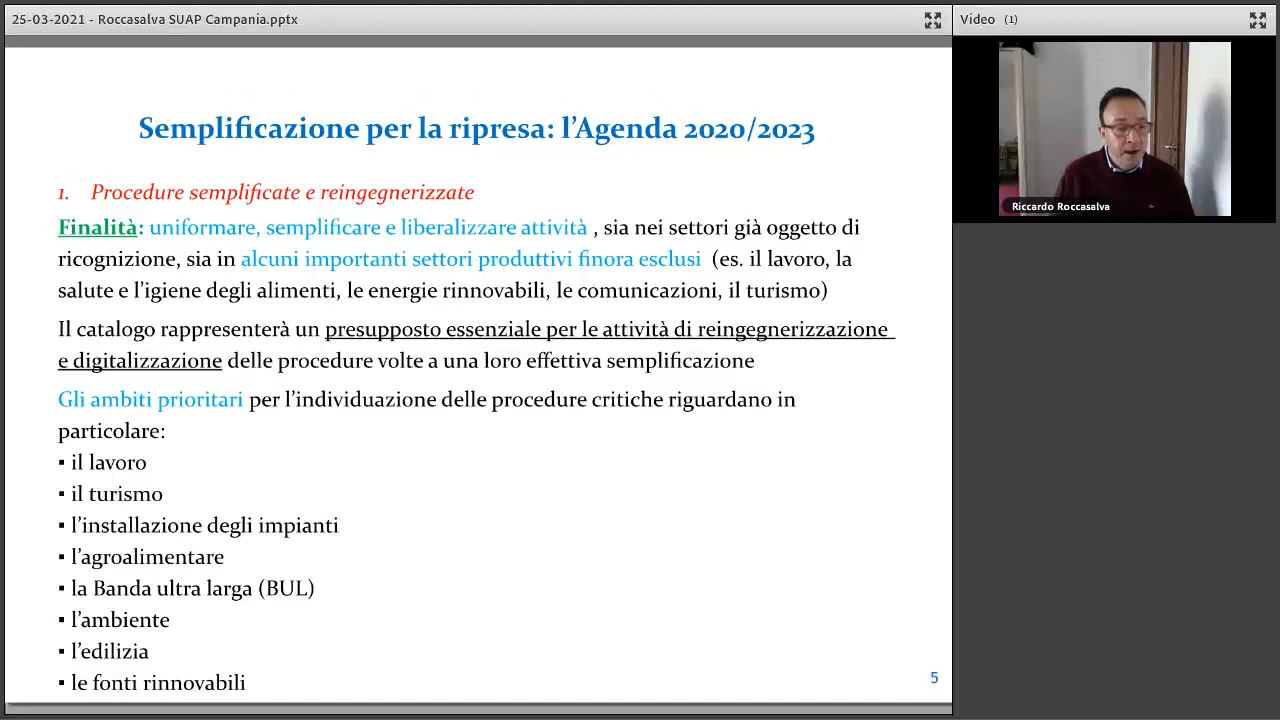 25-03-2021 - Roccasalva SUAP Campania.pptx
Video (1)
Riccardo Roccasalva
Semplificazione per la ripresa: l'Agenda 2020/2023
1. Procedure semplificate e reingegnerizzate
Finalità: uniformare, semplificare e liberalizzare attività , sia nei settori già oggetto di
ricognizione, sia in alcuni importanti settori produttivi finora esclusi (es. il lavoro, la
salute e l'igiene degli alimenti, le energie rinnovabili, le comunicazioni, il turismo)
Il catalogo rappresenterà un presupposto essenziale per le attività di reingegnerizzazione
e digitalizzazione delle procedure volte a una loro effettiva semplificazione
Gli ambiti prioritari per l'individuazione delle procedure critiche riguardano in
particolare:
▪ il lavoro
▪ il turismo
▪ l'installazione degli impianti
▪ l'agroalimentare
▪ la Banda ultra larga (BUL)
▪ l'ambiente
▪ l'edilizia
▪ le fonti rinnovabili
5